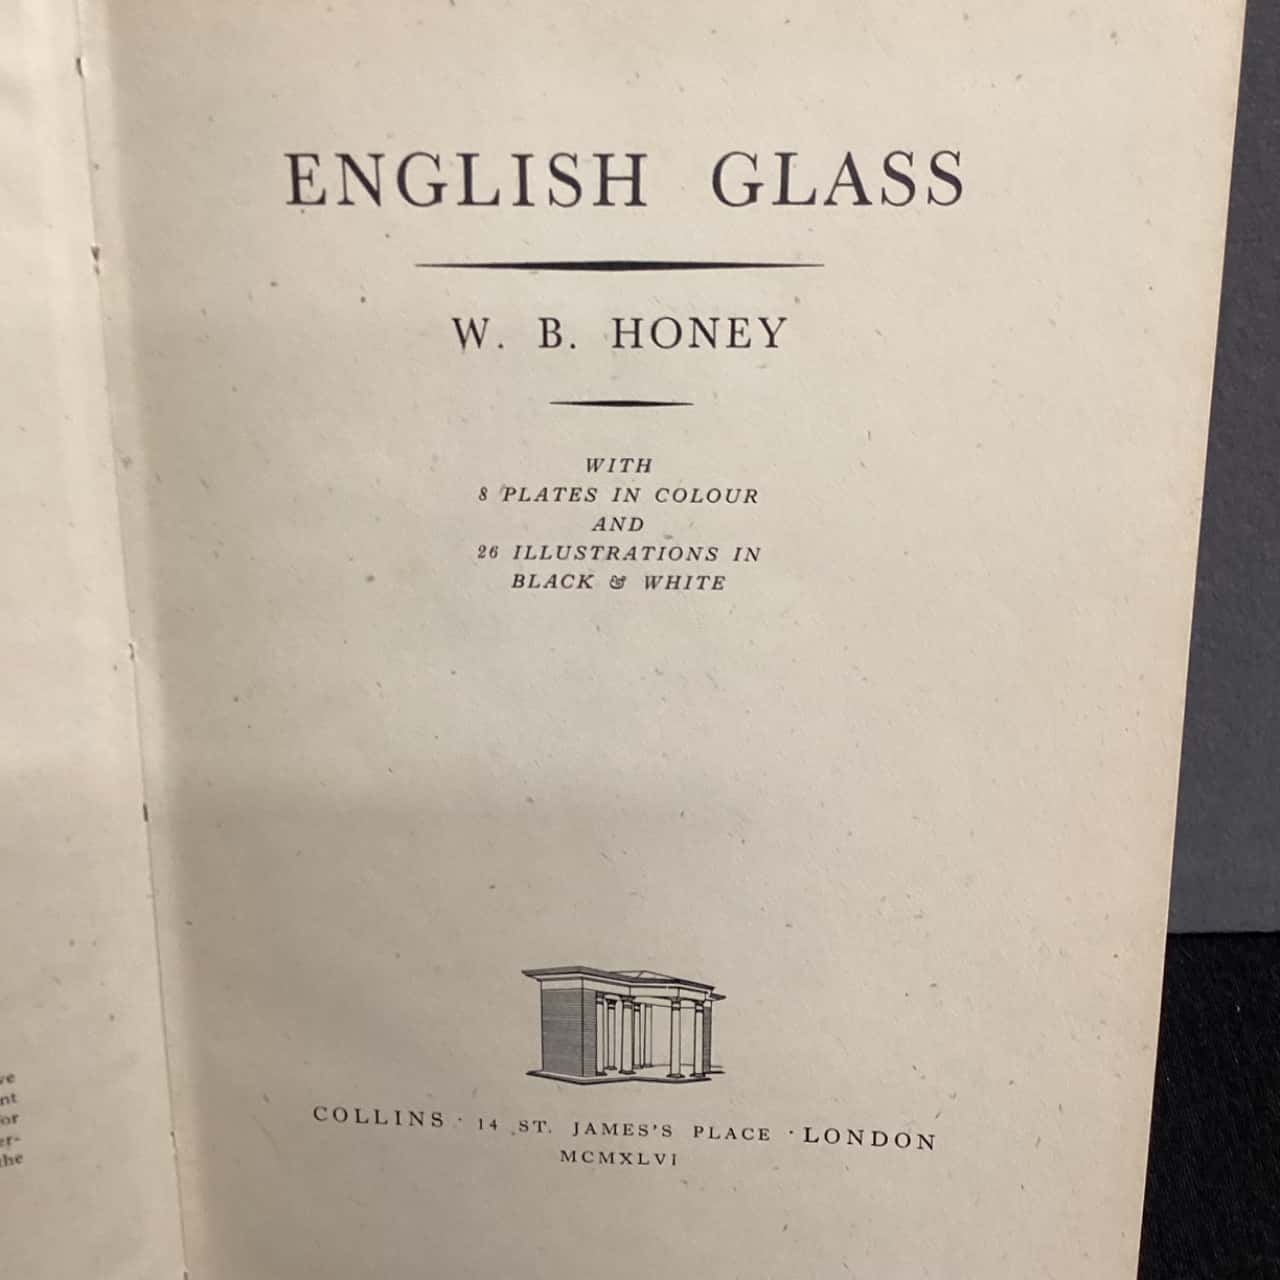 ENGLISH GLASS
W. B. HONEY
WITH
8 PLATES IN COLOUR
AND
26 ILLUSTRATIONS IN
BLACK & WHITE
COLLINS · 14 ST. JAMES'S PLACE · LONDON
MCMXLVI